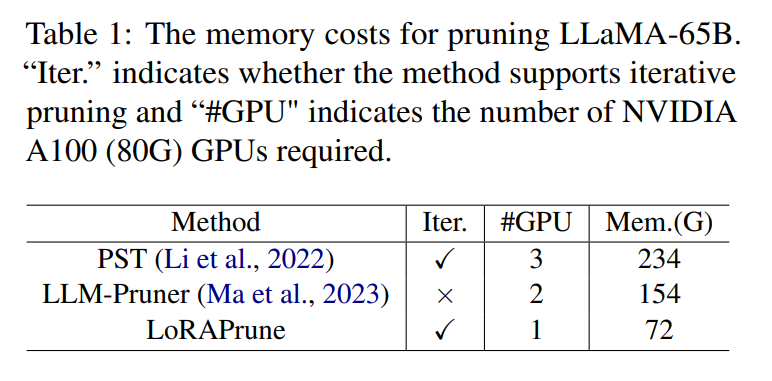 Table 1: The memory costs for pruning LLaMA-65B.
“Iter.” indicates whether the method supports iterative
pruning and “#GPU" indicates the number of NVIDIA
A100 (80G) GPUs required.
Method Iter. #GPU Mem.(G)
PST (Li et al., 2022) ✓ 3 234
LLM-Pruner (Ma et al., 2023) × 2 154
LoRAPrune ✓ 1 72